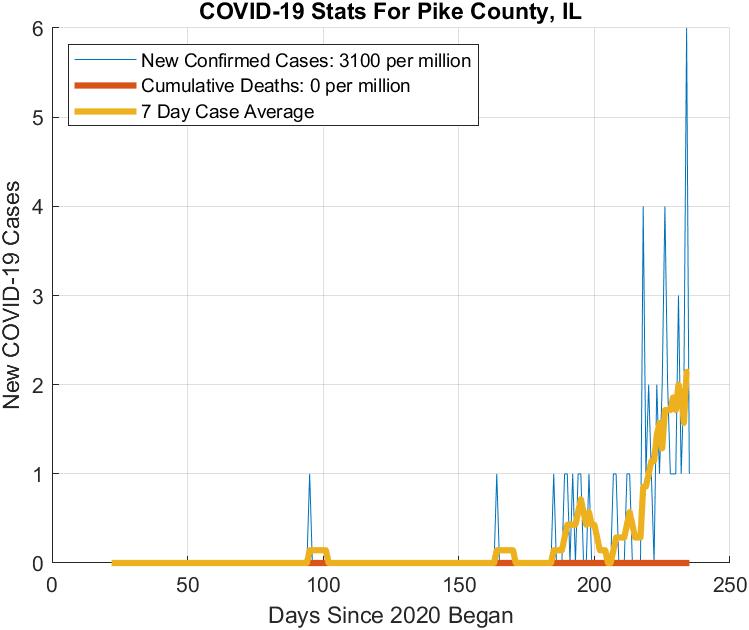 COVID-19 Stats For Pike County, IL
New Confirmed Cases: 3100 per million
Cumulative Deaths: 0 per million
7 Day Case Average
New COVID-19 Cases
6
5
4
3
2
1
0
0 50 100 150 200 250
Days Since 2020 Began